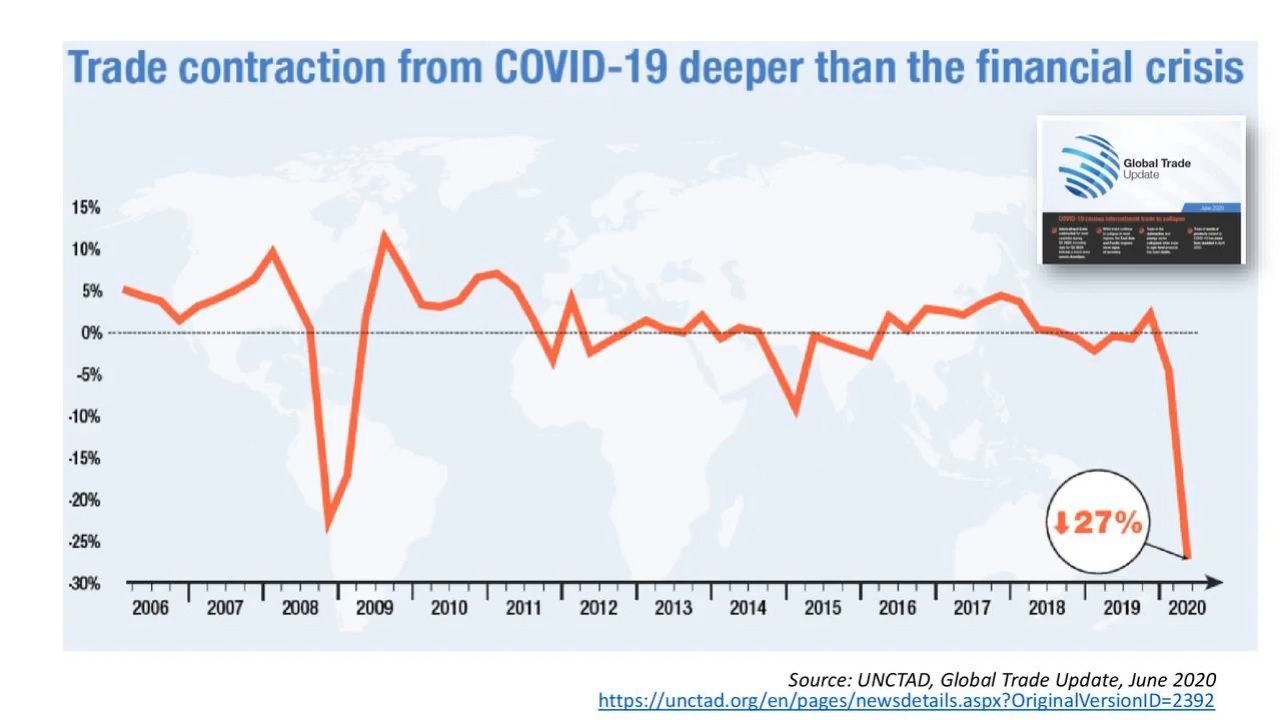 Trade contraction from COVID-19 deeper than the financial crisis
Global Trade
Update
June 2020
COVID-19 causes international trade to collapse
15%
10%
5%
0%
-5%
-10%
-15%
-20%
-25%
-30%
27%
2006 2007 2008 2009 2010 2011 2012 2013 2014 2015 2016 2017 2018 2019 2020
Source: UNCTAD, Global Trade Update, June 2020
https://unctad.org/en/pages/newsdetails.aspx?OriginalVersionID=2392